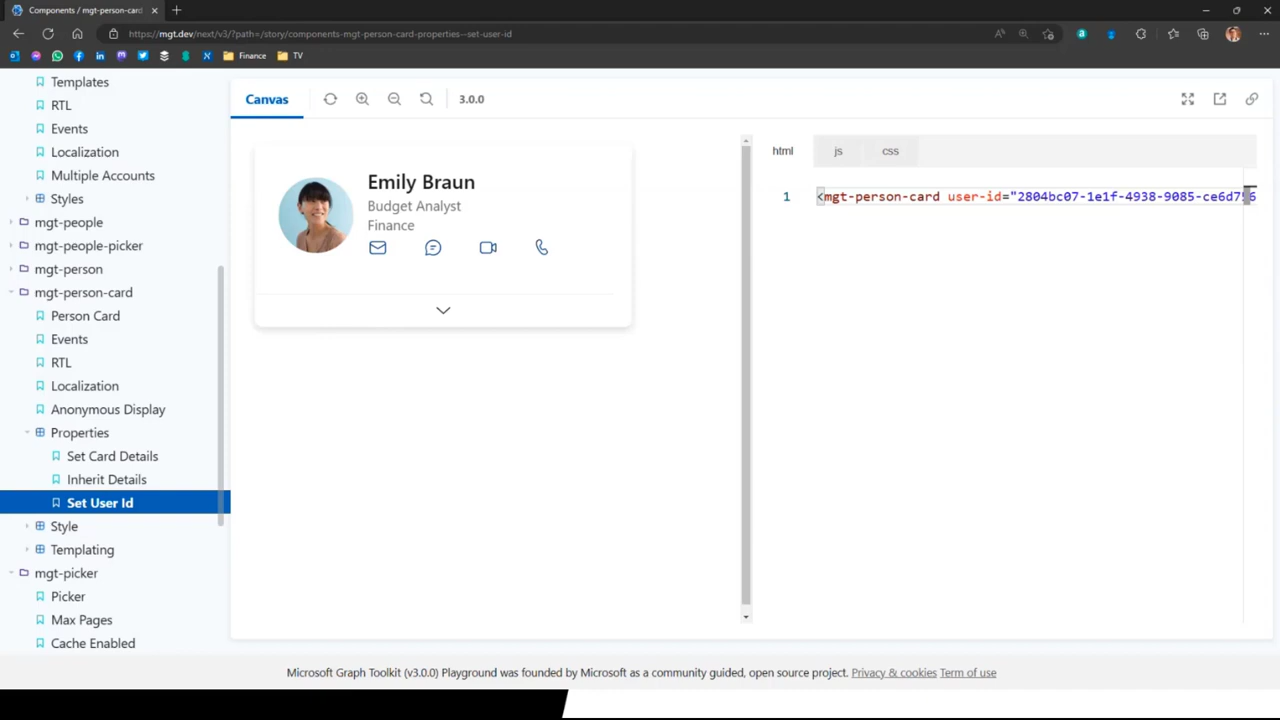 Components / mgt-person-card
https://mgt.dev/next/v3/?path=/story/components-mgt-person-card-properties--set-user-id
Finance
TV
Templates
RTL
Events
Localization
Multiple Accounts
Styles
mgt-people
mgt-people-picker
mgt-person
mgt-person-card
Person Card
Events
RTL
Localization
Anonymous Display
Properties
Set Card Details
Inherit Details
Set User Id
Style
Templating
mgt-picker
Picker
Max Pages
Cache Enabled
Canvas
3.0.0
Emily Braun
Budget Analyst
Finance
html
js
css
1
<mgt-person-card user-id="2804bc07-1e1f-4938-9085-ce6d7
Microsoft Graph Toolkit (v3.0.0) Playground was founded by Microsoft as a community guided, open source project. Privacy & cookies Term of use